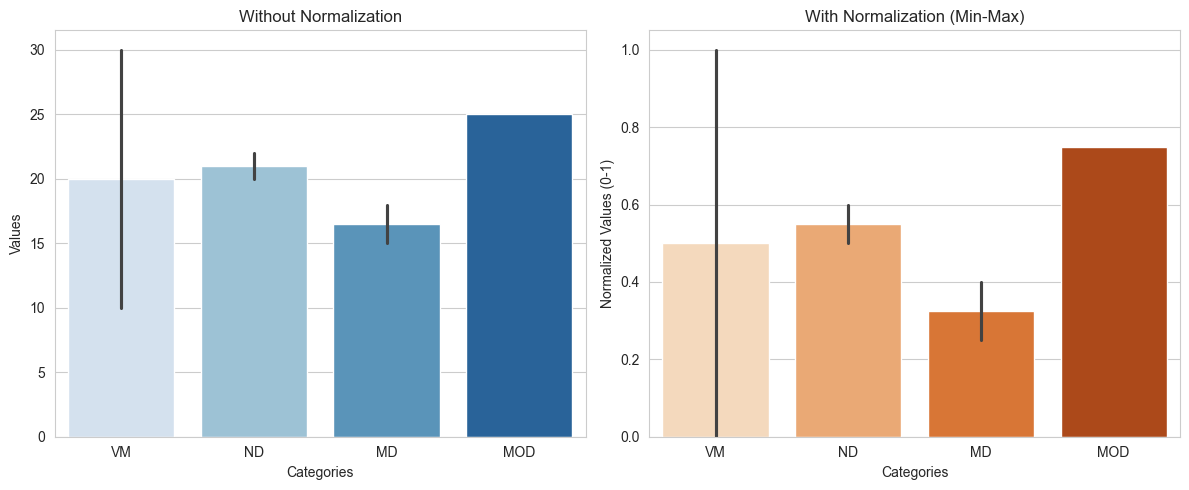 Without Normalization
30
25
20
15
10
5
0
Values
VM ND MD MOD
Categories
With Normalization (Min-Max)
1.0
0.8
0.6
0.4
0.2
0.0
Normalized Values (0-1)
VM ND MD MOD
Categories